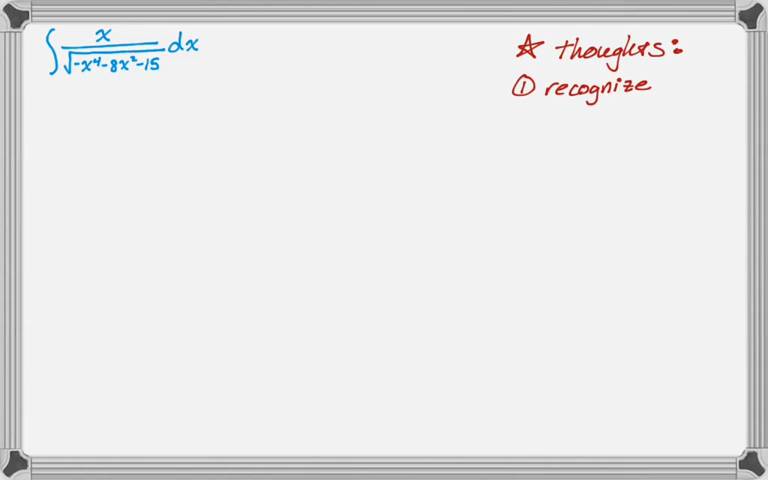 ∫ x / √-x⁴-8x²-15 dx
☆ thoughts:
① recognize